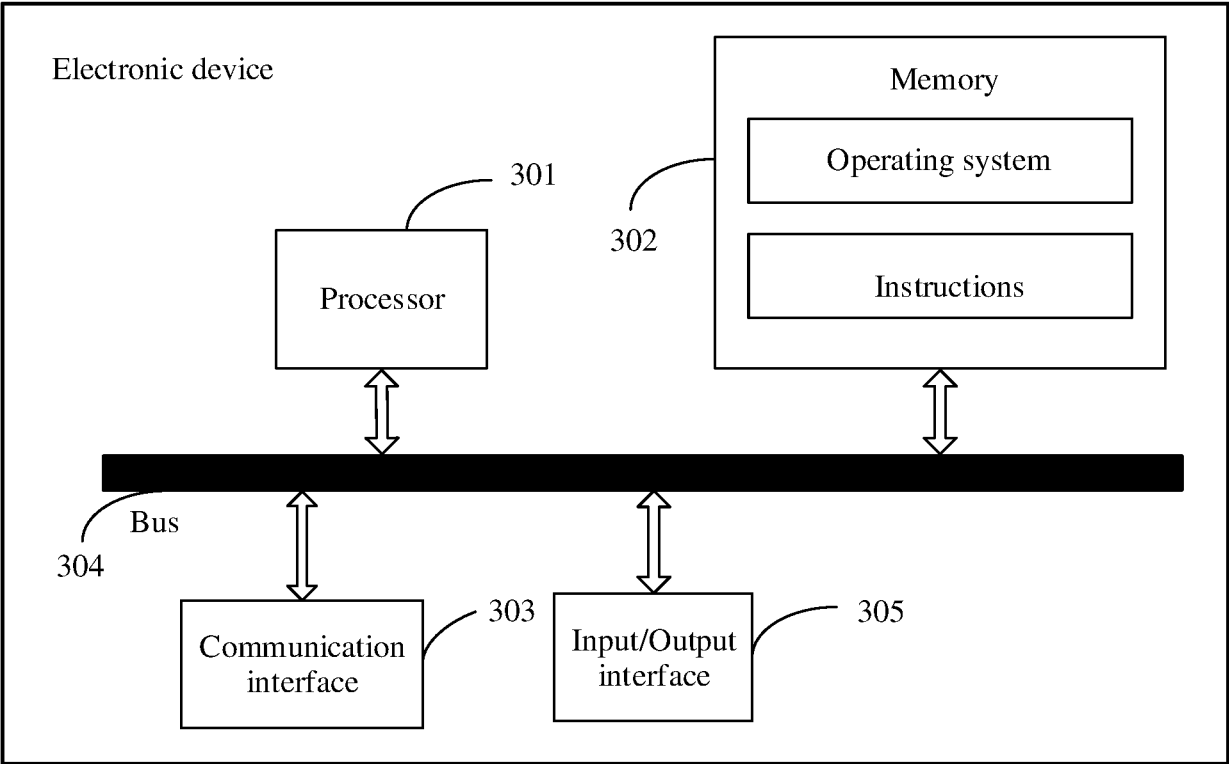 Electronic device
Memory
Operating system
301
302
Processor
Instructions
Bus
304
303
305
Communication
interface
Input/Output
interface